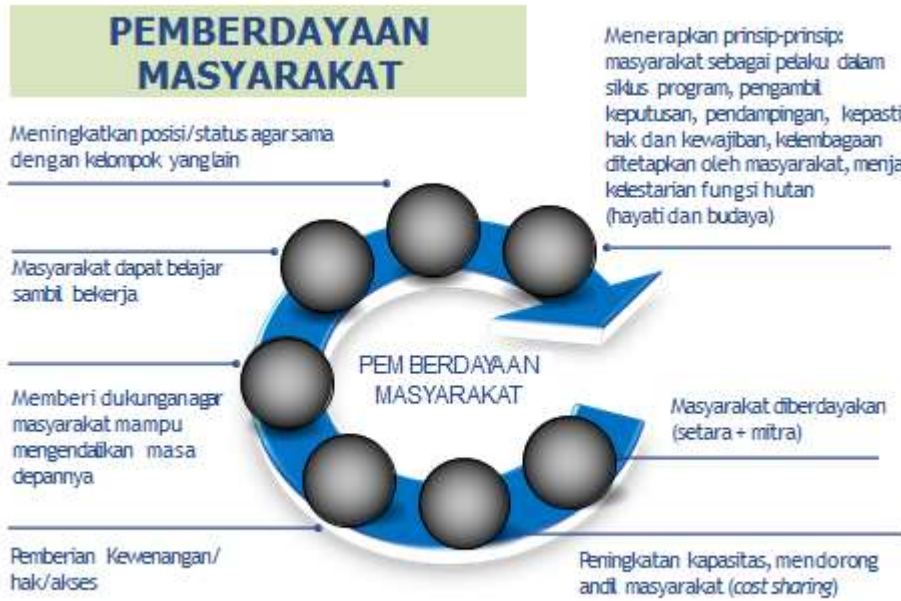 PEMBERDAYAAN
MASYARAKAT
Meningkatkan posisi/status agar sama
dengan kelompok yang lain
Masyarakat dapat belajar
sambil bekerja
Memberi dukungan agar
masyarakat mampu
mengendalikan masa
depannya
Pemberian Kewenangan/
hak/akses
Menerapkan prinsip-prinsip:
masyarakat sebagai pelaku dalam
siklus program, pengambil
keputusan, pendampingan, kepasti
hak dan kewajiban, kelembagaan
ditetapkan oleh masyarakat, menja
kelestarian fungsi hutan
(hayati dan budaya)
PEMBERDAYAAN
MASYARAKAT
Masyarakat diberdayakan
(setara + mitra)
Peningkatan kapasitas, mendorong
andil masyarakat (cost sharing)